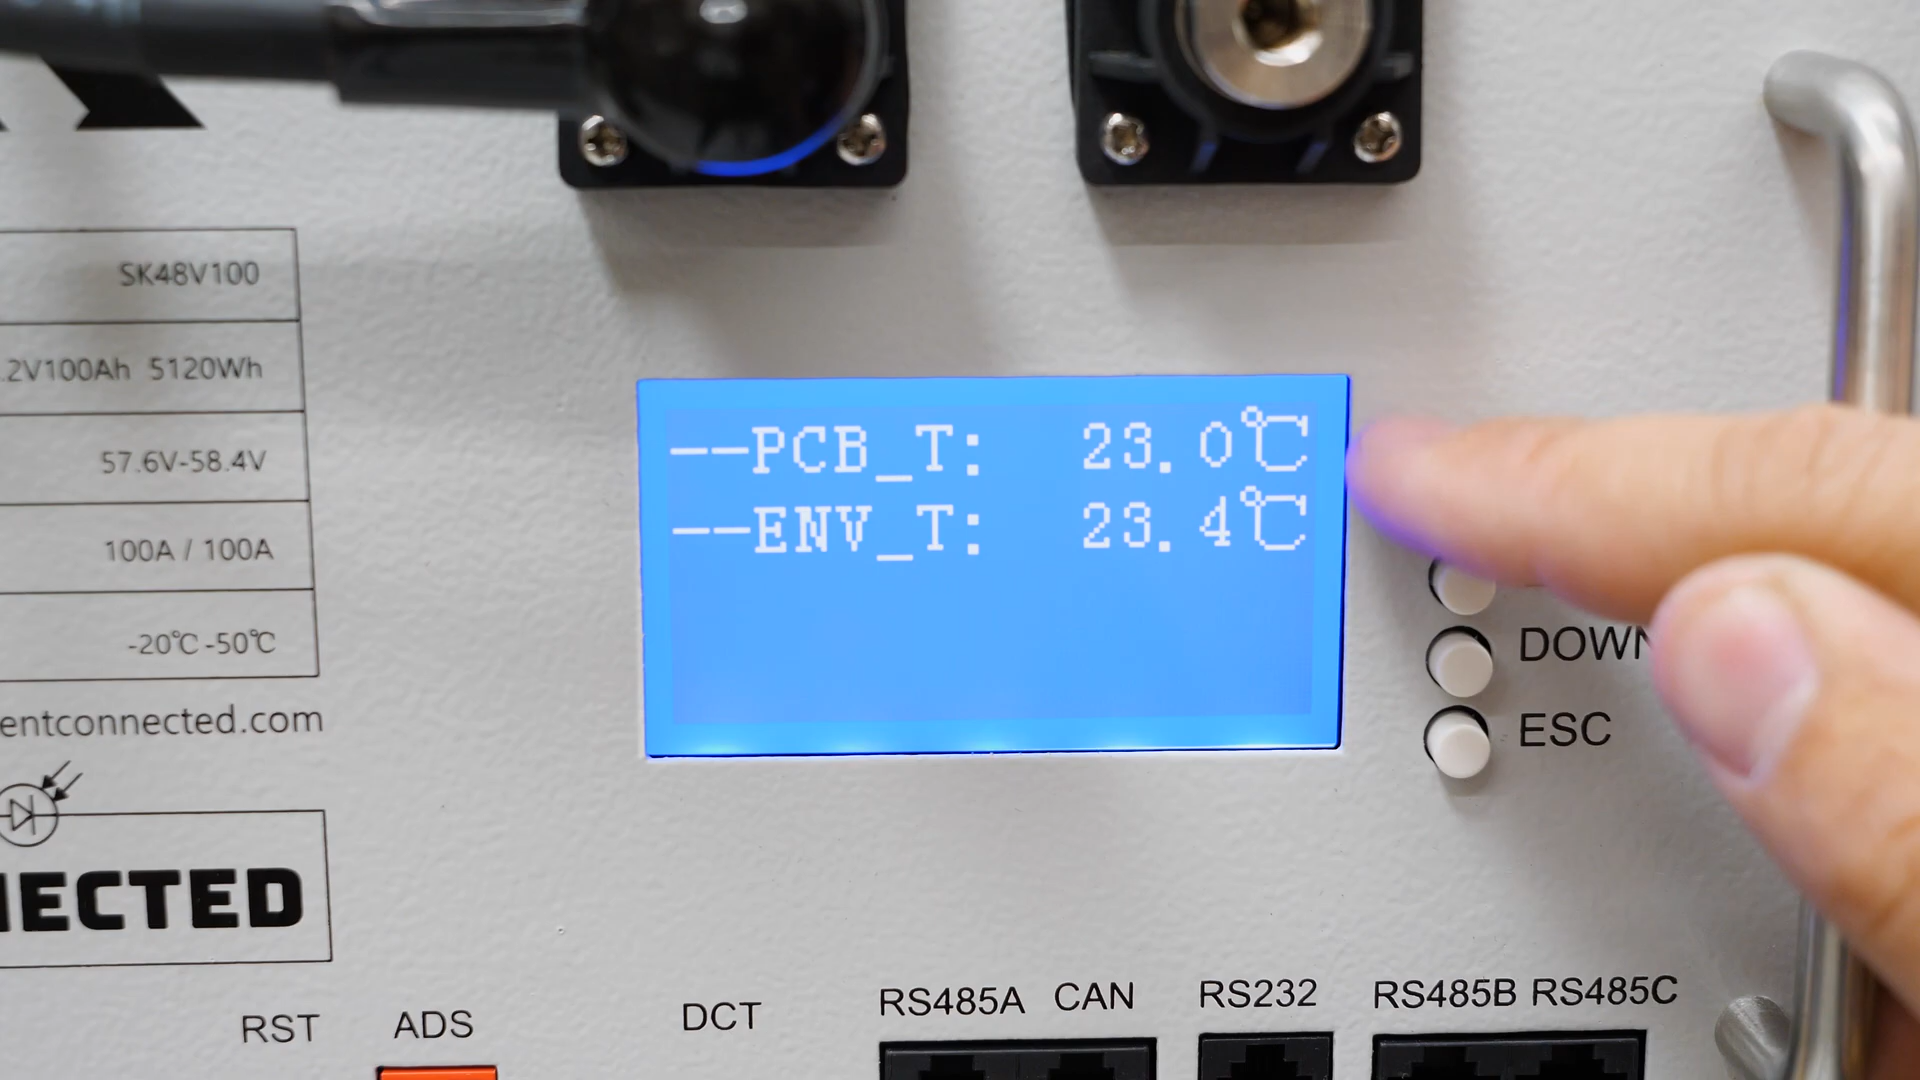 SK48V100
.2V100Ah 5120Wh
57.6V-58.4V
100A / 100A
-20℃-50℃
entconnected.com
NECTED
--PCB_T: 23.0℃
--ENV_T: 23.4℃
DOWN
ESC
RST
ADS
DCT
RS485A
CAN
RS232
RS485B
RS485C